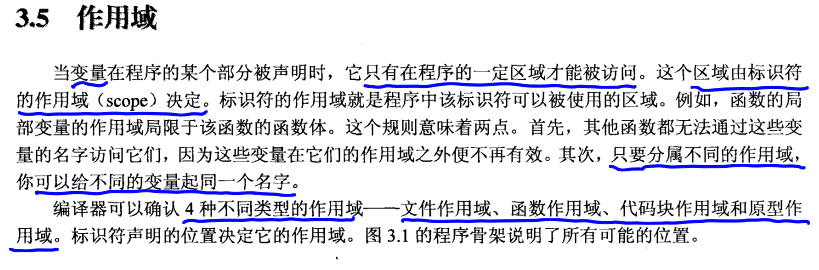 3.5 作用域
当变量在程序的某个部分被声明时，它只有在程序的一定区域才能被访问。这个区域由标识符
的作用域（scope）决定。标识符的作用域就是程序中该标识符可以被使用的区域。例如，函数的局
部变量的作用域局限于该函数的函数体。这个规则意味着两点。首先，其他函数都无法通过这些变
量的名字访问它们，因为这些变量在它们的作用域之外便不再有效。其次，只要分属不同的作用域，
你可以给不同的变量起同一个名字。
编译器可以确认 4 种不同类型的作用域——文件作用域、函数作用域、代码块作用域和原型作
用域。标识符声明的位置决定它的作用域。图 3.1 的程序骨架说明了所有可能的位置。